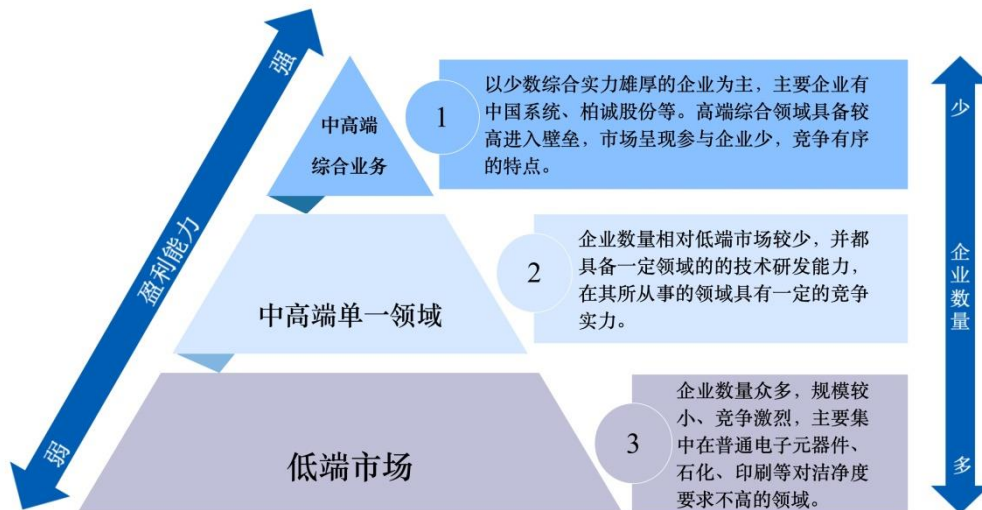 强
盈利能力
弱
中高端
综合业务
1
以少数综合实力雄厚的企业为主，主要企业有
中国系统、柏诚股份等。高端综合领域具备较
高进入壁垒，市场呈现参与企业少，竞争有序
的特点。
中高端单一领域
2
企业数量相对低端市场较少，并都
具备一定领域的的技术研发能力，
在其所从事的领域具有一定的竞争
实力。
低端市场
3
企业数量众多，规模较
小、竞争激烈，主要集
中在普通电子元器件、
石化、印刷等对洁净度
要求不高的领域。
少
企业数量
多